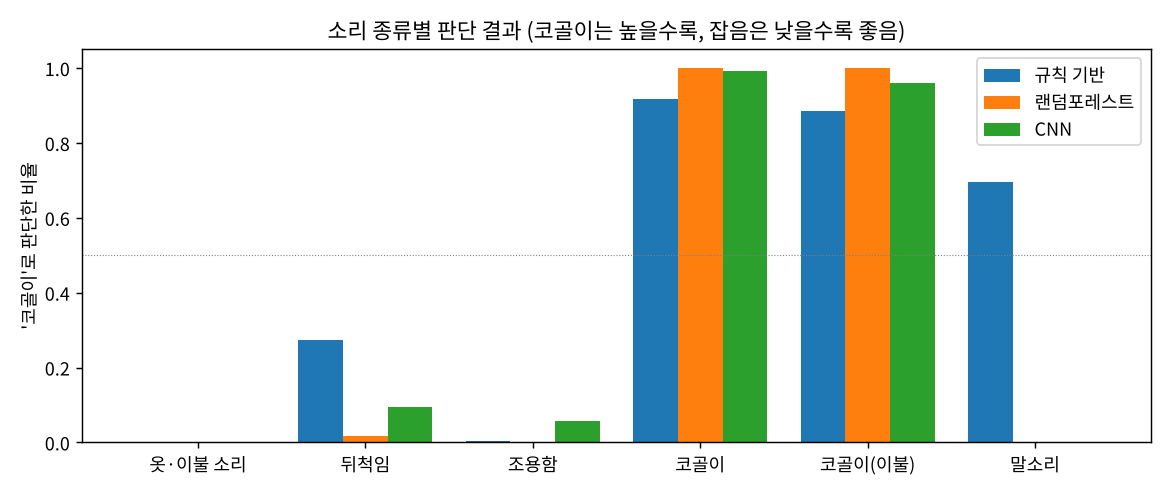 소리 종류별 판단 결과 (코골이는 높을수록, 잡음은 낮을수록 좋음)
'코골이'로 판단한 비율
1.0
0.8
0.6
0.4
0.2
0.0
규칙 기반
랜덤포레스트
CNN
옷·이불 소리
뒤척임
조용함
코골이
코골이(이불)
말소리